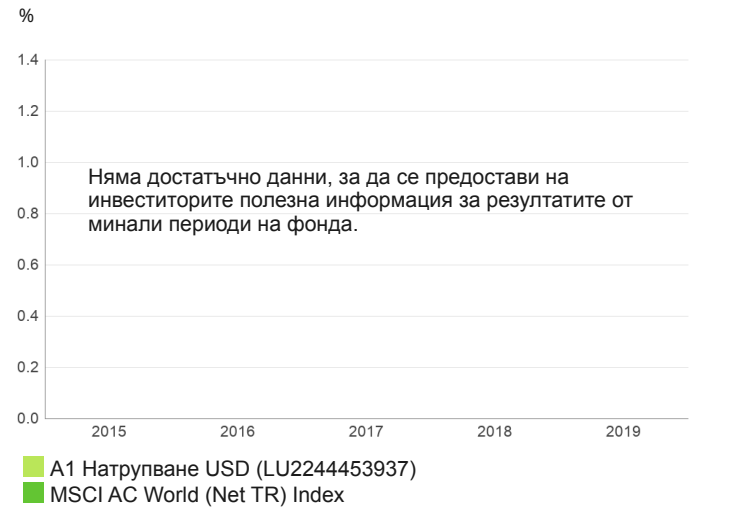 %
1.4
1.2
1.0
Няма достатъчно данни, за да се предостави на
инвеститорите полезна информация за резултатите от
0.8
минали периоди на фонда.
0.6
0.4
0.2
0.0
2015 2016 2017 2018 2019
A1 Натрупване USD (LU2244453937)
MSCI AC World (Net TR) Index